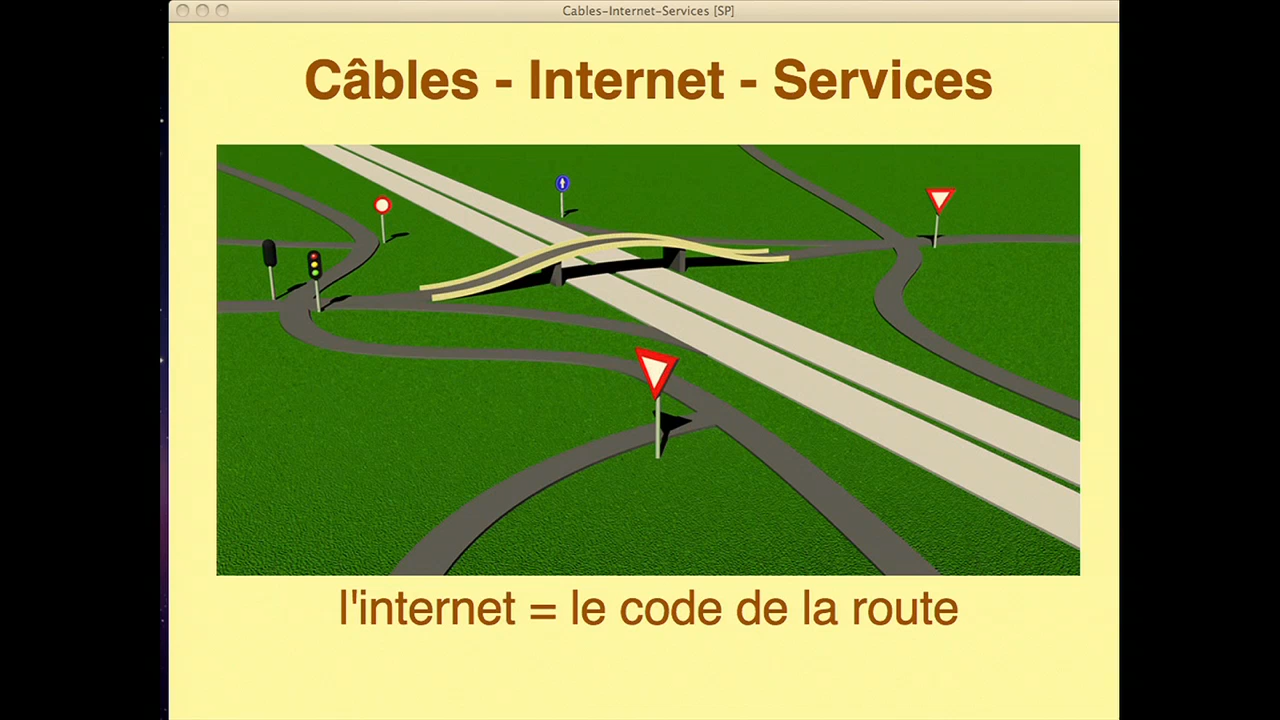 Cables-Internet-Services [SP]
Câbles - Internet - Services
l'internet = le code de la route